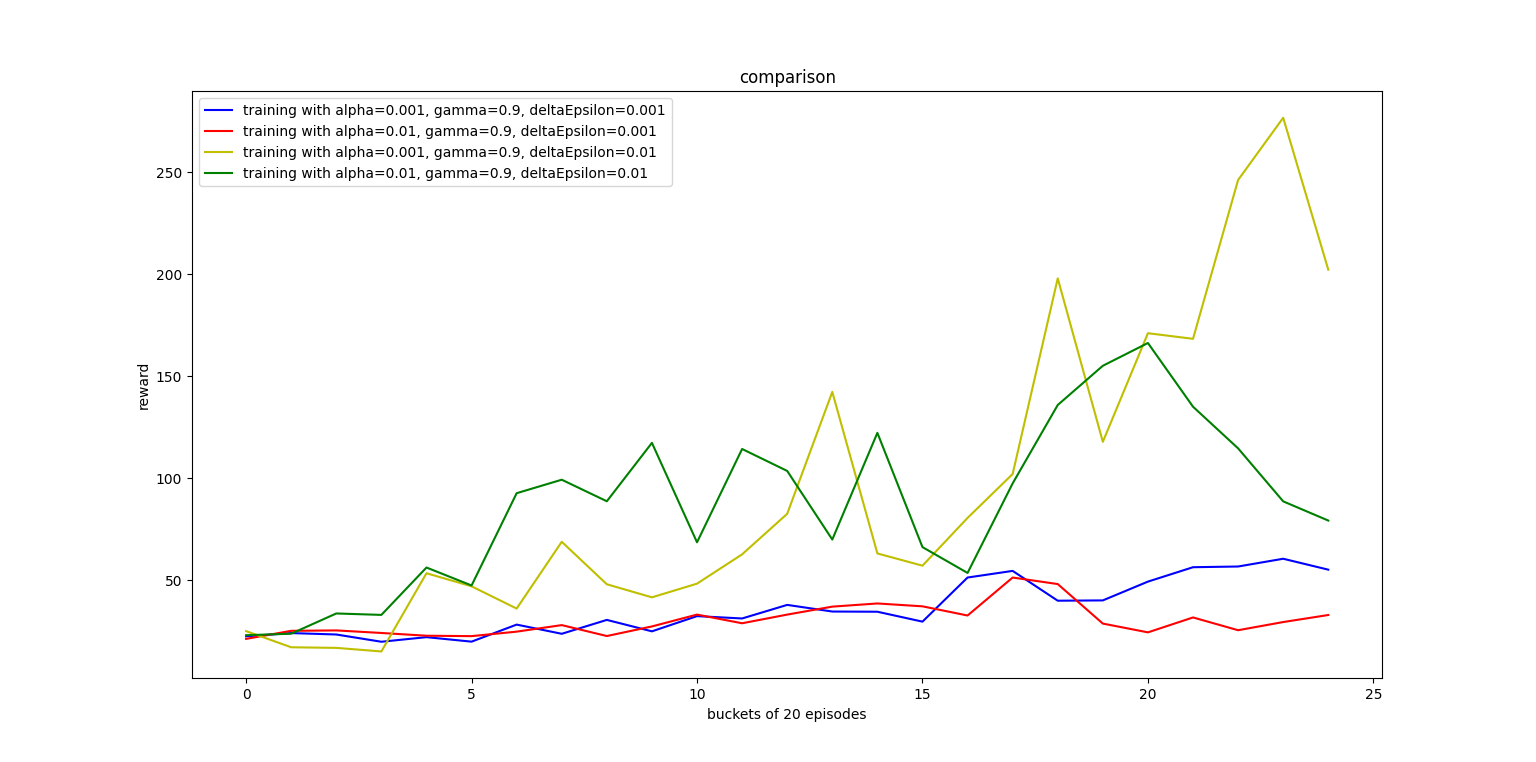 comparison
training with alpha=0.001, gamma=0.9, deltaEpsilon=0.001
training with alpha=0.01, gamma=0.9, deltaEpsilon=0.001
training with alpha=0.001, gamma=0.9, deltaEpsilon=0.01
training with alpha=0.01, gamma=0.9, deltaEpsilon=0.01
250
200
150
100
50
reward
0 5 10 15 20 25
buckets of 20 episodes